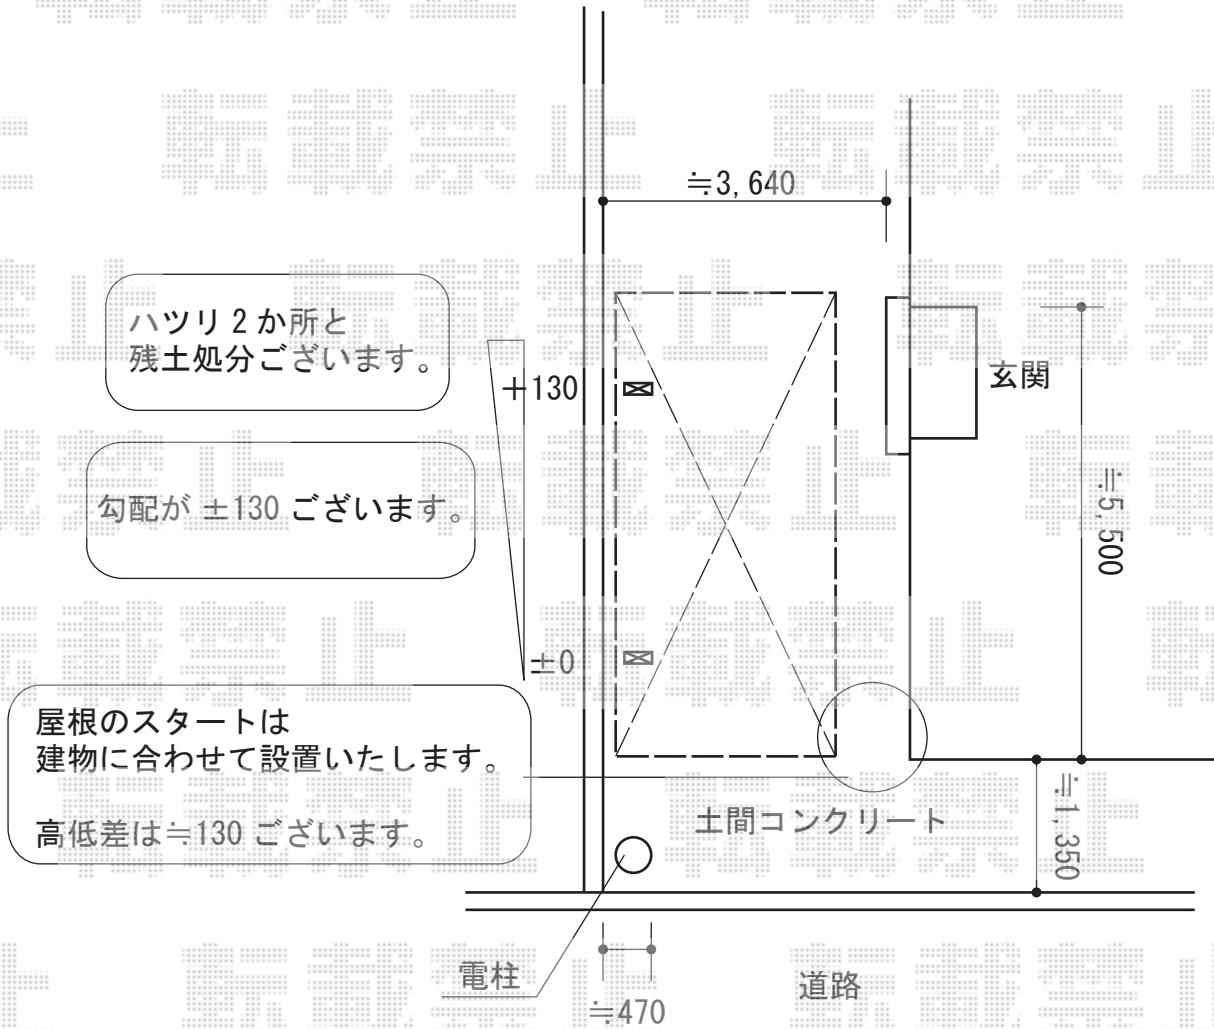 ≒3,640
ハツリ 2 か所と
残土処分ございます。
+130
玄関
≒5,500
勾配が ±130 ございます。
±0
屋根のスタートは
建物に合わせて設置いたします。
高低差は≒130 ございます。
土間コンクリート
≒1,350
電柱
道路
≒470
転載禁止